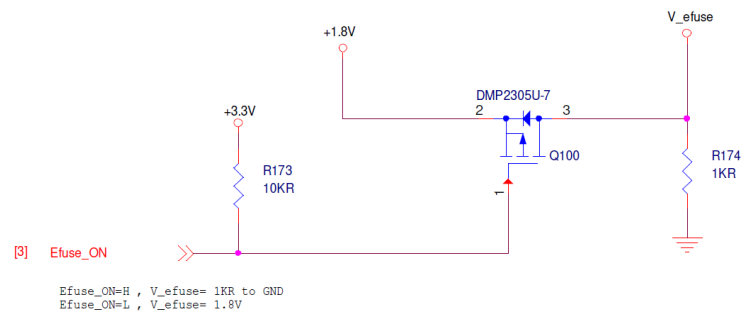 V_efuse
+1.8V
DMP2305U-7
2
3
+3.3V
Q100
R174
1KR
R173
10KR
1
[3] Efuse_ON
Efuse_ON=H , V_efuse= 1KR to GND
Efuse_ON=L , V_efuse= 1.8V